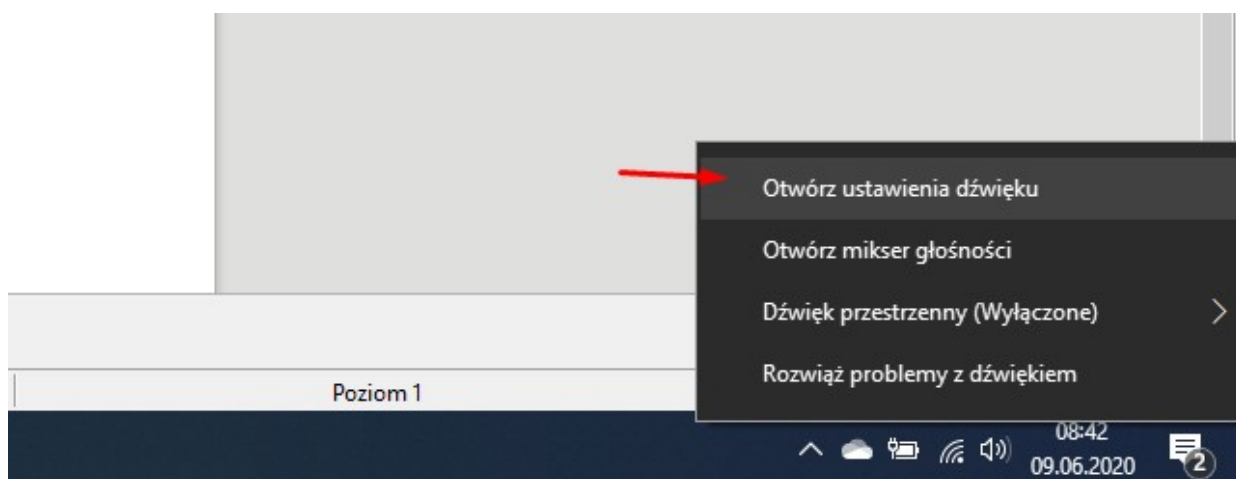 Otwórz ustawienia dźwięku
Otwórz mikser głośności
Dźwięk przestrzenny (Wyłączone)
Rozwiąż problemy z dźwiękiem
Poziom 1
08:42
09.06.2020
2